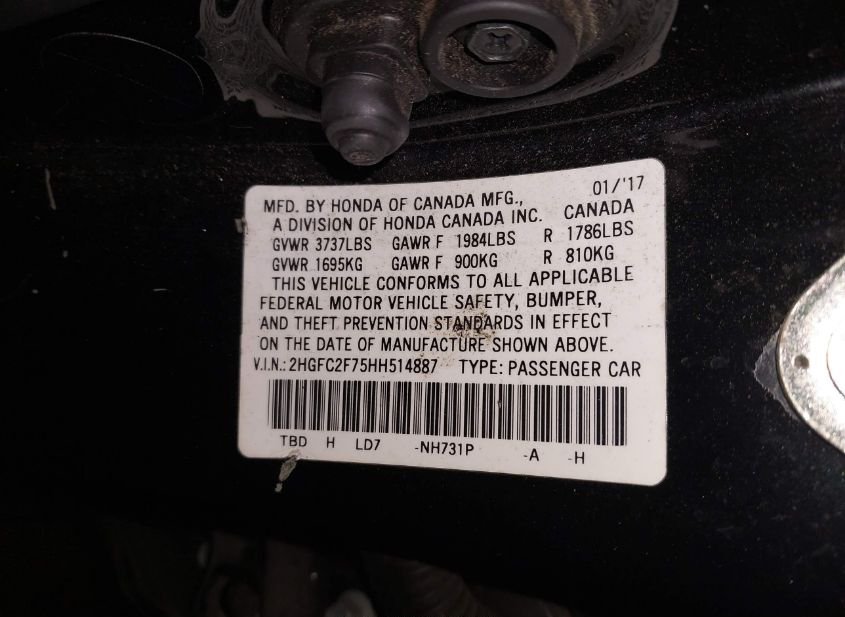 MFD. BY HONDA OF CANADA MFG., 01/'17
A DIVISION OF HONDA CANADA INC. CANADA
GVWR 3737LBS GAWR F 1984LBS R 1786LBS
GVWR 1695KG GAWR F 900KG R 810KG
THIS VEHICLE CONFORMS TO ALL APPLICABLE
FEDERAL MOTOR VEHICLE SAFETY, BUMPER,
AND THEFT PREVENTION STANDARDS IN EFFECT
ON THE DATE OF MANUFACTURE SHOWN ABOVE.
V.I.N.: 2HGFC2F75HH514887 TYPE: PASSENGER CAR
TBD H LD7 -NH731P -A -H